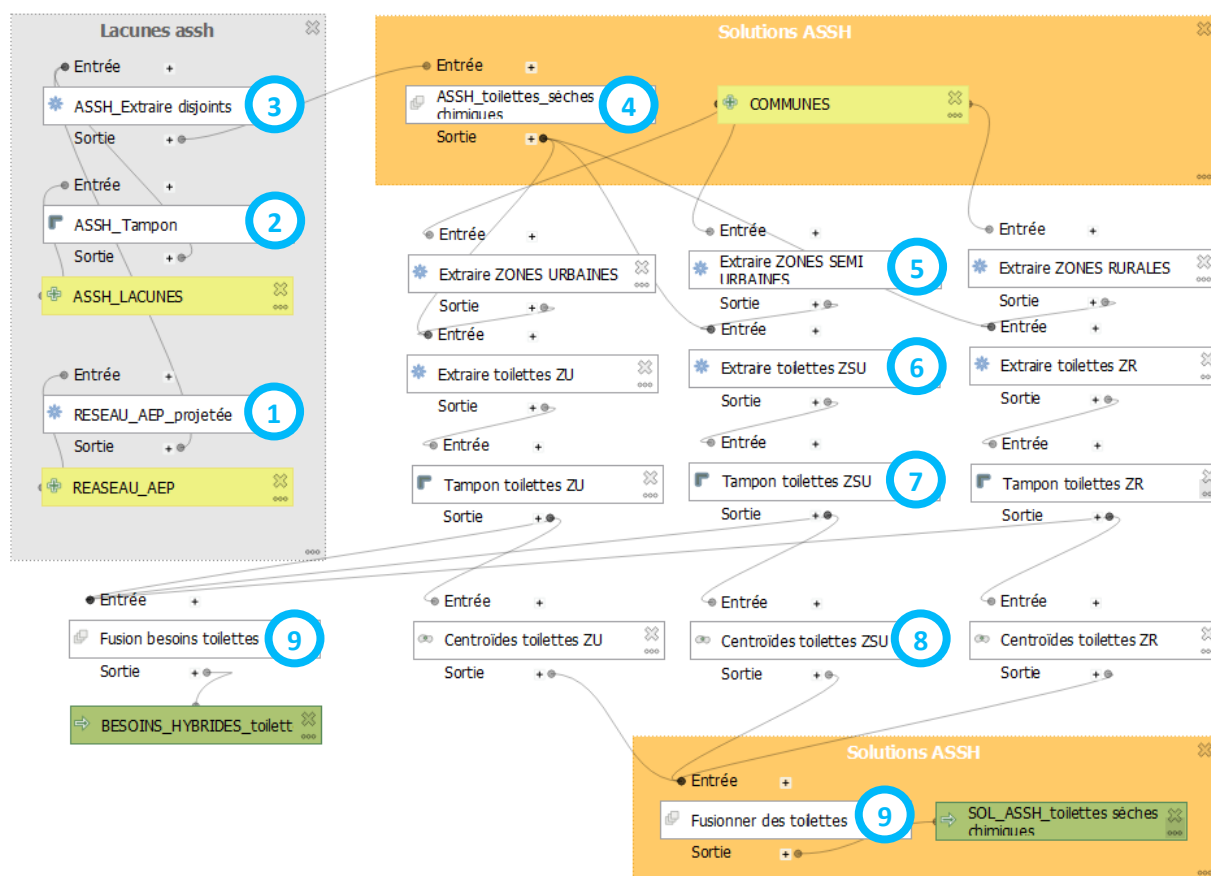 Lacunes assh
Entrée +
ASSH_Extraire disjoints
3
Sortie +
Entrée +
ASSH_Tampon
2
Sortie +
ASSH_LACUNES
Entrée +
RESEAU_AEP_projetée
1
Sortie +
REASEAU_AEP
Solutions ASSH
Entrée +
ASSH_toilettes_sèches
chimiques
4
Sortie +
COMMUNES
Entrée +
Extraire ZONES URBAINES
Sortie +
Entrée +
Extraire ZONES SEMI
URBAINES
5
Sortie +
Entrée +
Extraire ZONES RURALES
Sortie +
Entrée +
Extraire toilettes ZU
Sortie +
Entrée +
Extraire toilettes ZSU
6
Sortie +
Entrée +
Extraire toilettes ZR
Sortie +
Entrée +
Tampon toilettes ZU
Sortie +
Entrée +
Tampon toilettes ZSU
7
Sortie +
Entrée +
Tampon toilettes ZR
Sortie +
Entrée +
Fusion besoins toilettes
9
Sortie +
BESOINS_HYBRIDES_toilett
Entrée +
Centroïdes toilettes ZU
Sortie +
Entrée +
Centroïdes toilettes ZSU
8
Sortie +
Entrée +
Centroïdes toilettes ZR
Sortie +
Solutions ASSH
Entrée +
Fusionner des toilettes
9
Sortie +
SOL_ASSH_toilettes sèches
chimiques